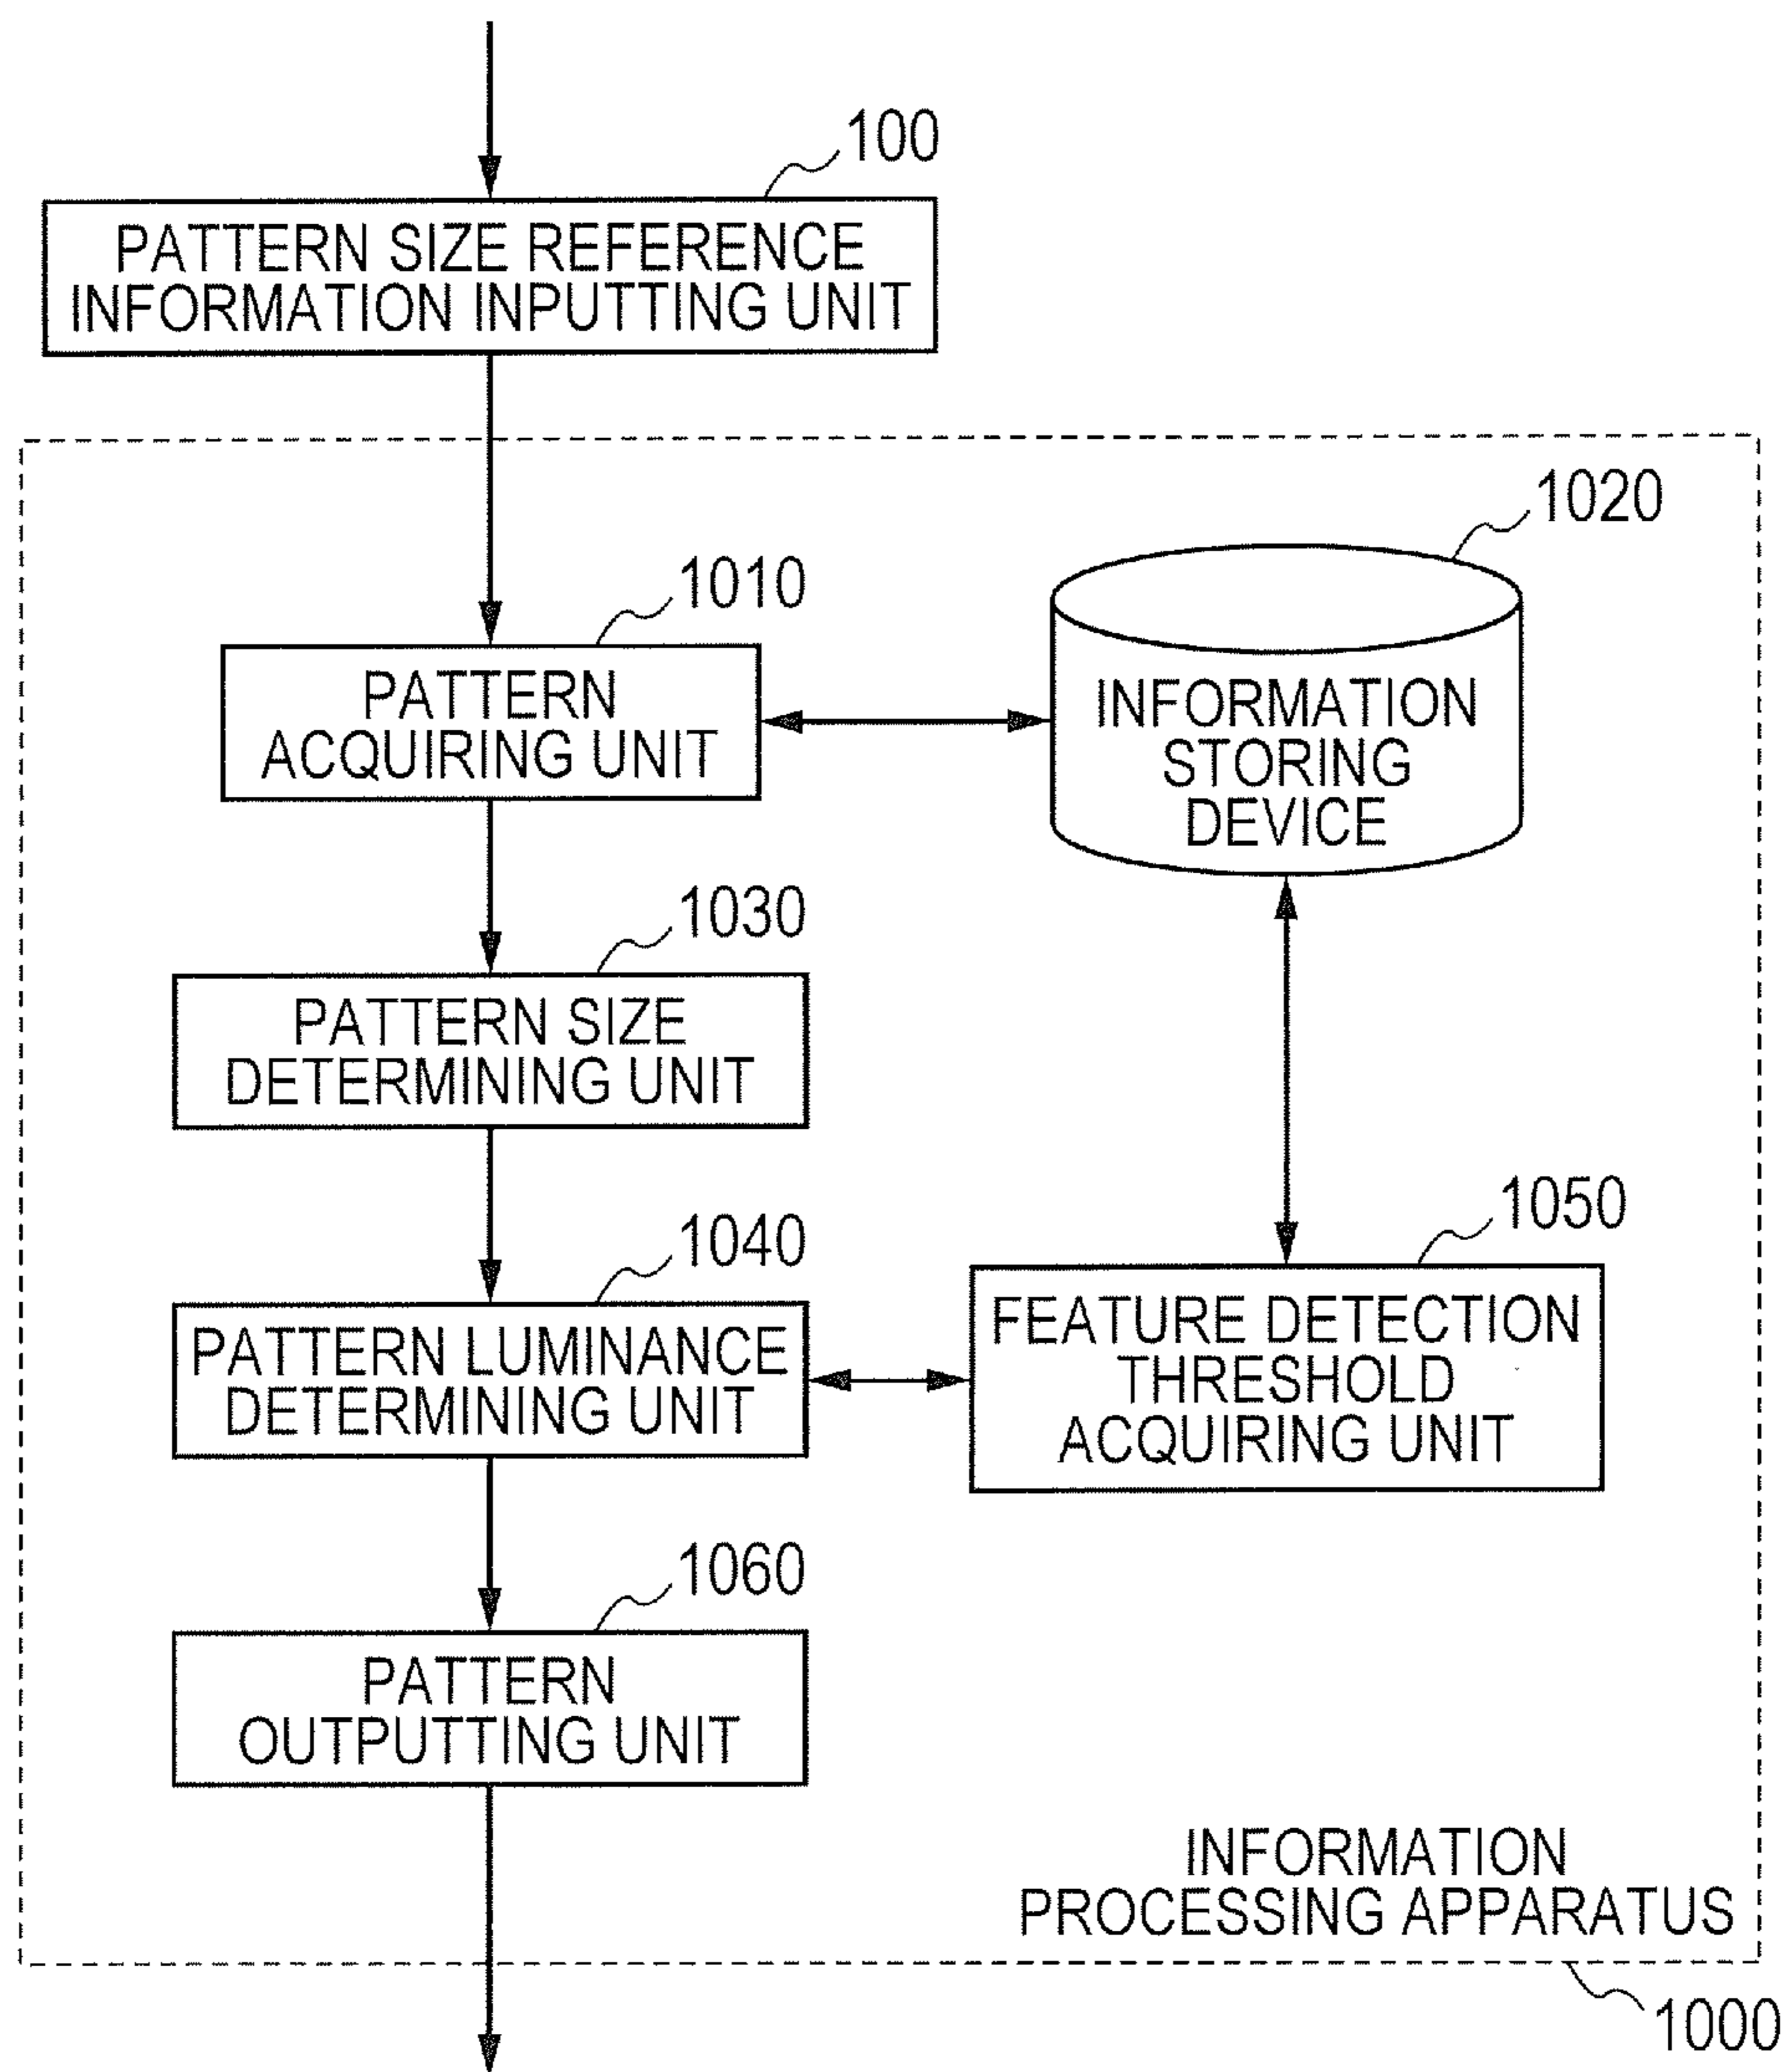 100
PATTERN SIZE REFERENCE
INFORMATION INPUTTING UNIT
1020
1010
PATTERN
ACQUIRING UNIT
INFORMATION
STORING
DEVICE
1030
PATTERN SIZE
DETERMINING UNIT
1040
PATTERN LUMINANCE
DETERMINING UNIT
1050
FEATURE DETECTION
THRESHOLD
ACQUIRING UNIT
1060
PATTERN
OUTPUTTING UNIT
INFORMATION
PROCESSING APPARATUS
1000